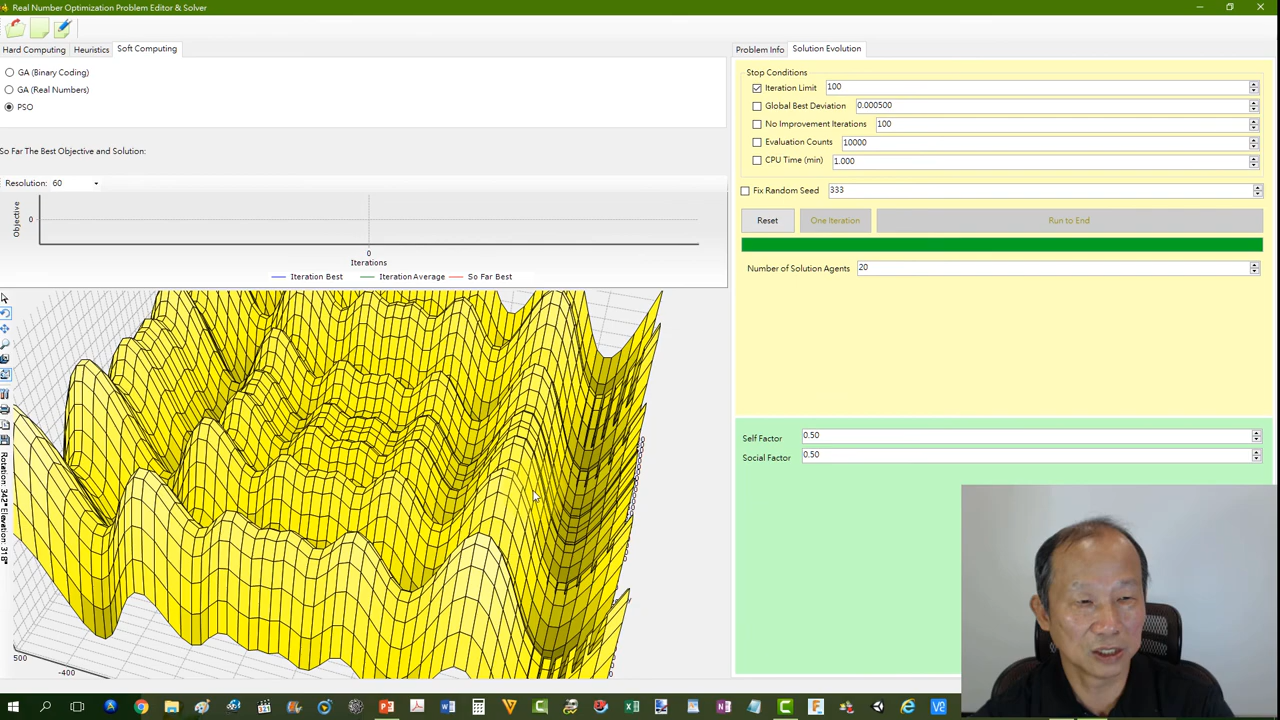 Real Number Optimization Problem Editor & Solver
Hard Computing Heuristics Soft Computing
GA (Binary Coding)
GA (Real Numbers)
PSO
So Far The Best Objective and Solution:
Resolution: 60
Objective
0
0
Iterations
Iteration Best Iteration Average So Far Best
Rotation: 342° Elevation: 318°
500
-400
Problem Info Solution Evolution
Stop Conditions
Iteration Limit 100
Global Best Deviation 0.000500
No Improvement Iterations 100
Evaluation Counts 10000
CPU Time (min) 1.000
Fix Random Seed 333
Reset One Iteration Run to End
Number of Solution Agents 20
Self Factor 0.50
Social Factor 0.50